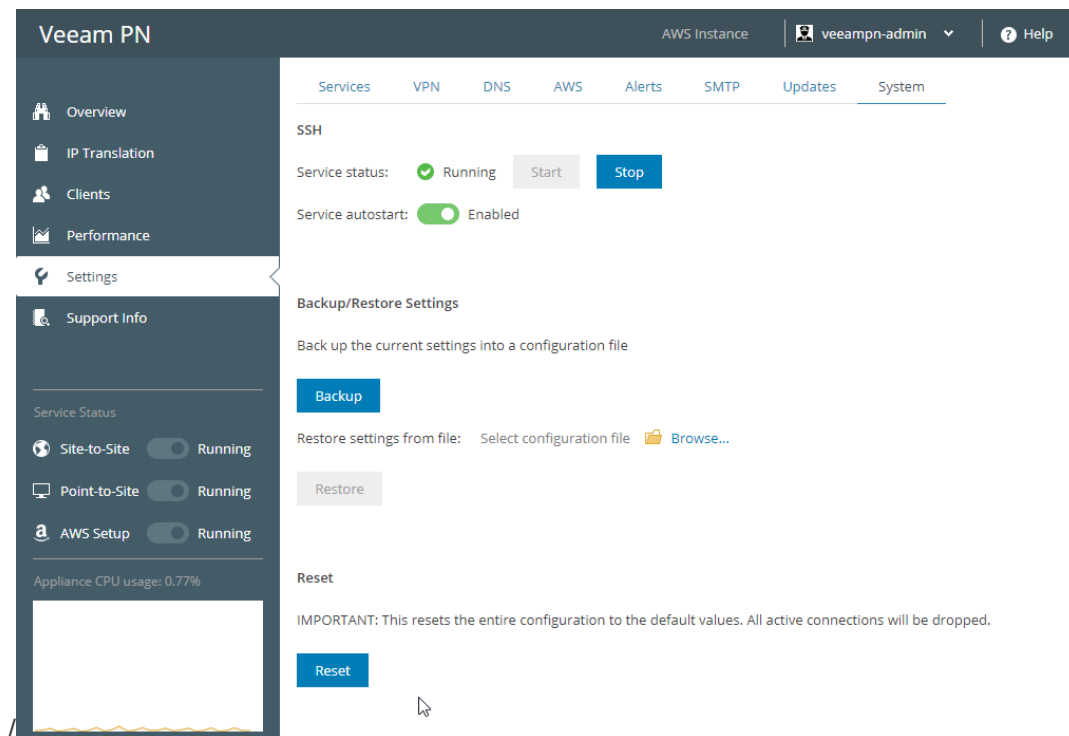 Veeam PN
AWS Instance
veeampn-admin
Help
Overview
IP Translation
Clients
Performance
Settings
Support Info
Service Status
Site-to-Site Running
Point-to-Site Running
AWS Setup Running
Appliance CPU usage: 0.77%
Services VPN DNS AWS Alerts SMTP Updates System
SSH
Service status: Running Start Stop
Service autostart: Enabled
Backup/Restore Settings
Back up the current settings into a configuration file
Backup
Restore settings from file: Select configuration file Browse...
Restore
Reset
IMPORTANT: This resets the entire configuration to the default values. All active connections will be dropped.
Reset
/